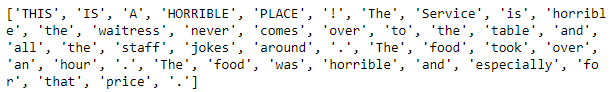 ['THIS', 'IS', 'A', 'HORRIBLE', 'PLACE', '!', 'The', 'Service', 'is', 'horribl
e', 'the', 'waitress', 'never', 'comes', 'over', 'to', 'the', 'table', 'and',
'all', 'the', 'staff', 'jokes', 'around', '.', 'The', 'food', 'took', 'over',
'an', 'hour', '.', 'The', 'food', 'was', 'horrible', 'and', 'especially', 'fo
r', 'that', 'price', '.']